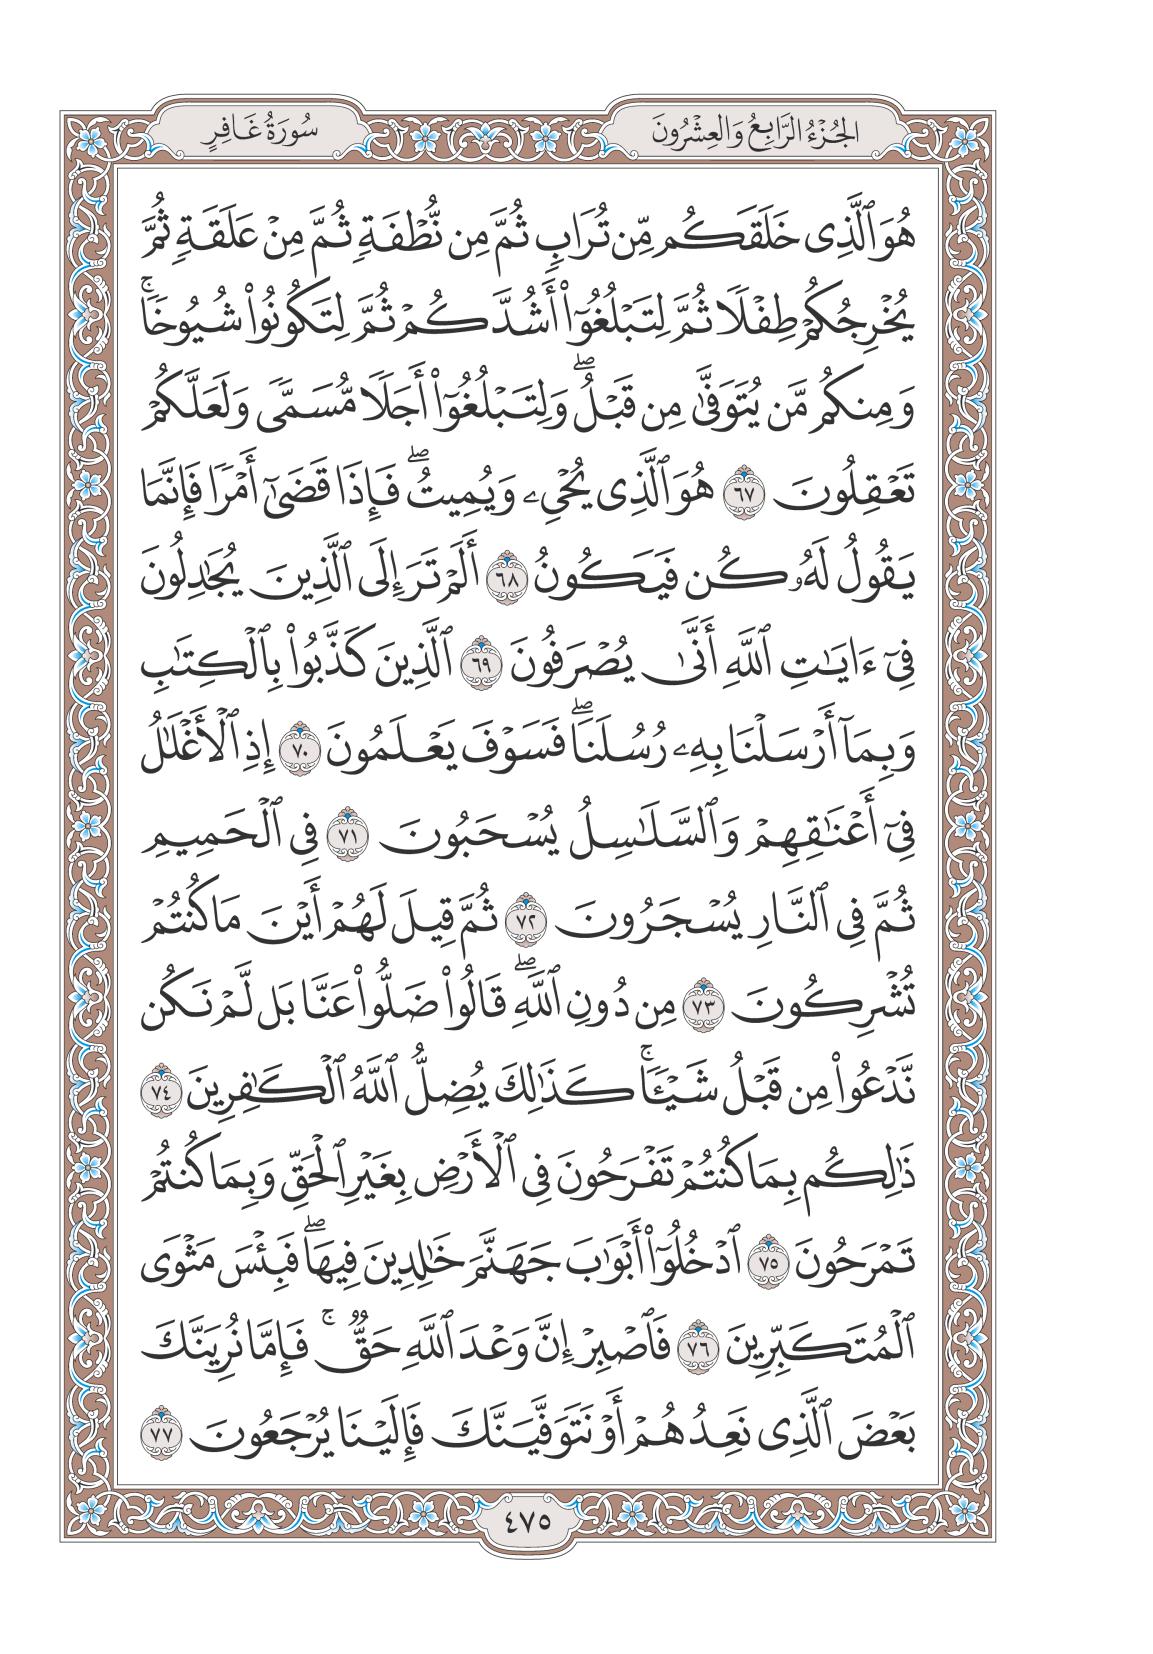 الجُزْءُ الرَّابِعُ وَالعِشْرُونَ
سُورَةُ غَافِرٍ
هُوَ ٱلَّذِى خَلَقَكُم مِّن تُرَابٍ ثُمَّ مِن نُّطْفَةٍ ثُمَّ مِنْ عَلَقَةٍ ثُمَّ
يُخْرِجُكُمْ طِفْلًا ثُمَّ لِتَبْلُغُوٓا۟ أَشُدَّكُمْ ثُمَّ لِتَكُونُوا۟ شُيُوخًا ۚ
وَمِنكُم مَّن يُتَوَفَّىٰ مِن قَبْلُ ۖ وَلِتَبْلُغُوٓا۟ أَجَلًا مُّسَمًّى وَلَعَلَّكُمْ
تَعْقِلُونَ ٦٧ هُوَ ٱلَّذِى يُحْىِۦ وَيُمِيتُ ۖ فَإِذَا قَضَىٰٓ أَمْرًا فَإِنَّمَا
يَقُولُ لَهُۥ كُن فَيَكُونُ ٦٨ أَلَمْ تَرَ إِلَى ٱلَّذِينَ يُجَٰدِلُونَ
فِىٓ ءَايَٰتِ ٱللَّهِ أَنَّىٰ يُصْرَفُونَ ٦٩ ٱلَّذِينَ كَذَّبُوا۟ بِٱلْكِتَٰبِ
وَبِمَآ أَرْسَلْنَا بِهِۦ رُسُلَنَا ۖ فَسَوْفَ يَعْلَمُونَ ٧٠ إِذِ ٱلْأَغْلَٰلُ
فِىٓ أَعْنَٰقِهِمْ وَٱلسَّلَٰسِلُ يُسْحَبُونَ ٧١ فِى ٱلْحَمِيمِ
ثُمَّ فِى ٱلنَّارِ يُسْجَرُونَ ٧٢ ثُمَّ قِيلَ لَهُمْ أَيْنَ مَا كُنتُمْ
تُشْرِكُونَ ٧٣ مِن دُونِ ٱللَّهِ ۖ قَالُوا۟ ضَلُّوا۟ عَنَّا بَل لَّمْ نَكُن
نَّدْعُوا۟ مِن قَبْلُ شَيْـًٔا ۚ كَذَٰلِكَ يُضِلُّ ٱللَّهُ ٱلْكَٰفِرِينَ ٧٤
ذَٰلِكُم بِمَا كُنتُمْ تَفْرَحُونَ فِى ٱلْأَرْضِ بِغَيْرِ ٱلْحَقِّ وَبِمَا كُنتُمْ
تَمْرَحُونَ ٧٥ ٱدْخُلُوٓا۟ أَبْوَٰبَ جَهَنَّمَ خَٰلِدِينَ فِيهَا ۖ فَبِئْسَ مَثْوَى
ٱلْمُتَكَبِّرِينَ ٧٦ فَٱصْبِرْ إِنَّ وَعْدَ ٱللَّهِ حَقٌّ ۚ فَإِمَّا نُرِيَنَّكَ
بَعْضَ ٱلَّذِى نَعِدُهُمْ أَوْ نَتَوَفَّيَنَّكَ فَإِلَيْنَا يُرْجَعُونَ ٧٧
٤٧٥